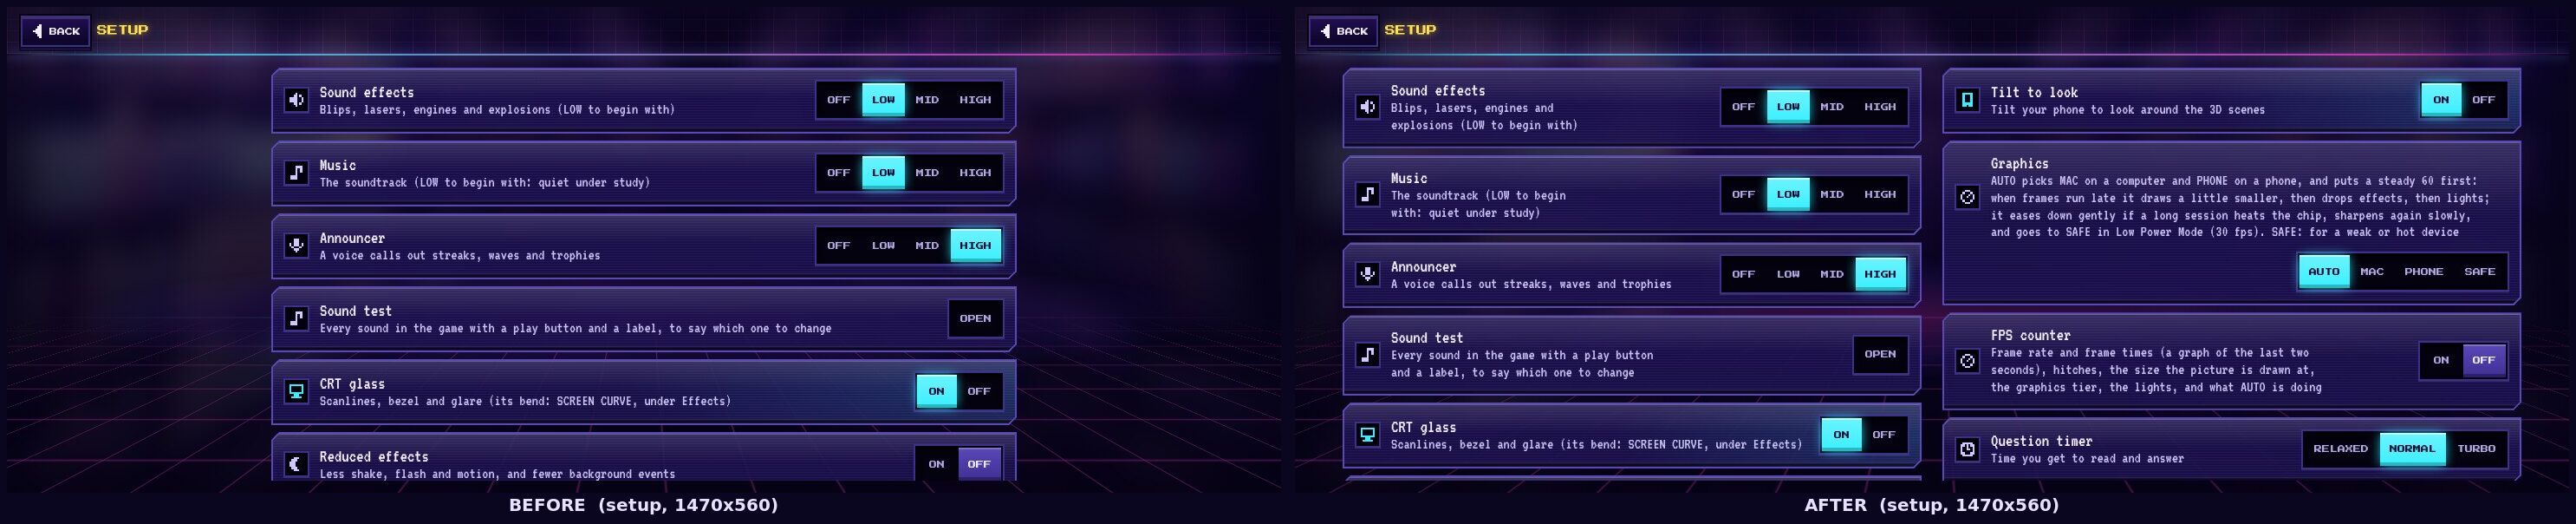 BACK SETUP
Sound effects
Blips, lasers, engines and explosions (LOW to begin with)
OFF LOW MID HIGH
Music
The soundtrack (LOW to begin with: quiet under study)
OFF LOW MID HIGH
Announcer
A voice calls out streaks, waves and trophies
OFF LOW MID HIGH
Sound test
Every sound in the game with a play button and a label, to say which one to change
OPEN
CRT glass
Scanlines, bezel and glare (its bend: SCREEN CURVE, under Effects)
ON OFF
Reduced effects
Less shake, flash and motion, and fewer background events
ON OFF
BEFORE (setup, 1470x560)
BACK SETUP
Sound effects
Blips, lasers, engines and
explosions (LOW to begin with)
OFF LOW MID HIGH
Music
The soundtrack (LOW to begin
with: quiet under study)
OFF LOW MID HIGH
Announcer
A voice calls out streaks, waves and trophies
OFF LOW MID HIGH
Sound test
Every sound in the game with a play button
and a label, to say which one to change
OPEN
CRT glass
Scanlines, bezel and glare (its bend: SCREEN CURVE, under Effects)
ON OFF
Tilt to look
Tilt your phone to look around the 3D scenes
ON OFF
Graphics
AUTO picks MAC on a computer and PHONE on a phone, and puts a steady 60 first:
when frames run late it draws a little smaller, then drops effects, then lights;
it eases down gently if a long session heats the chip, sharpens again slowly,
and goes to SAFE in Low Power Mode (30 fps). SAFE: for a weak or hot device
AUTO MAC PHONE SAFE
FPS counter
Frame rate and frame times (a graph of the last two
seconds), hitches, the size the picture is drawn at,
the graphics tier, the lights, and what AUTO is doing
ON OFF
Question timer
Time you get to read and answer
RELAXED NORMAL TURBO
AFTER (setup, 1470x560)